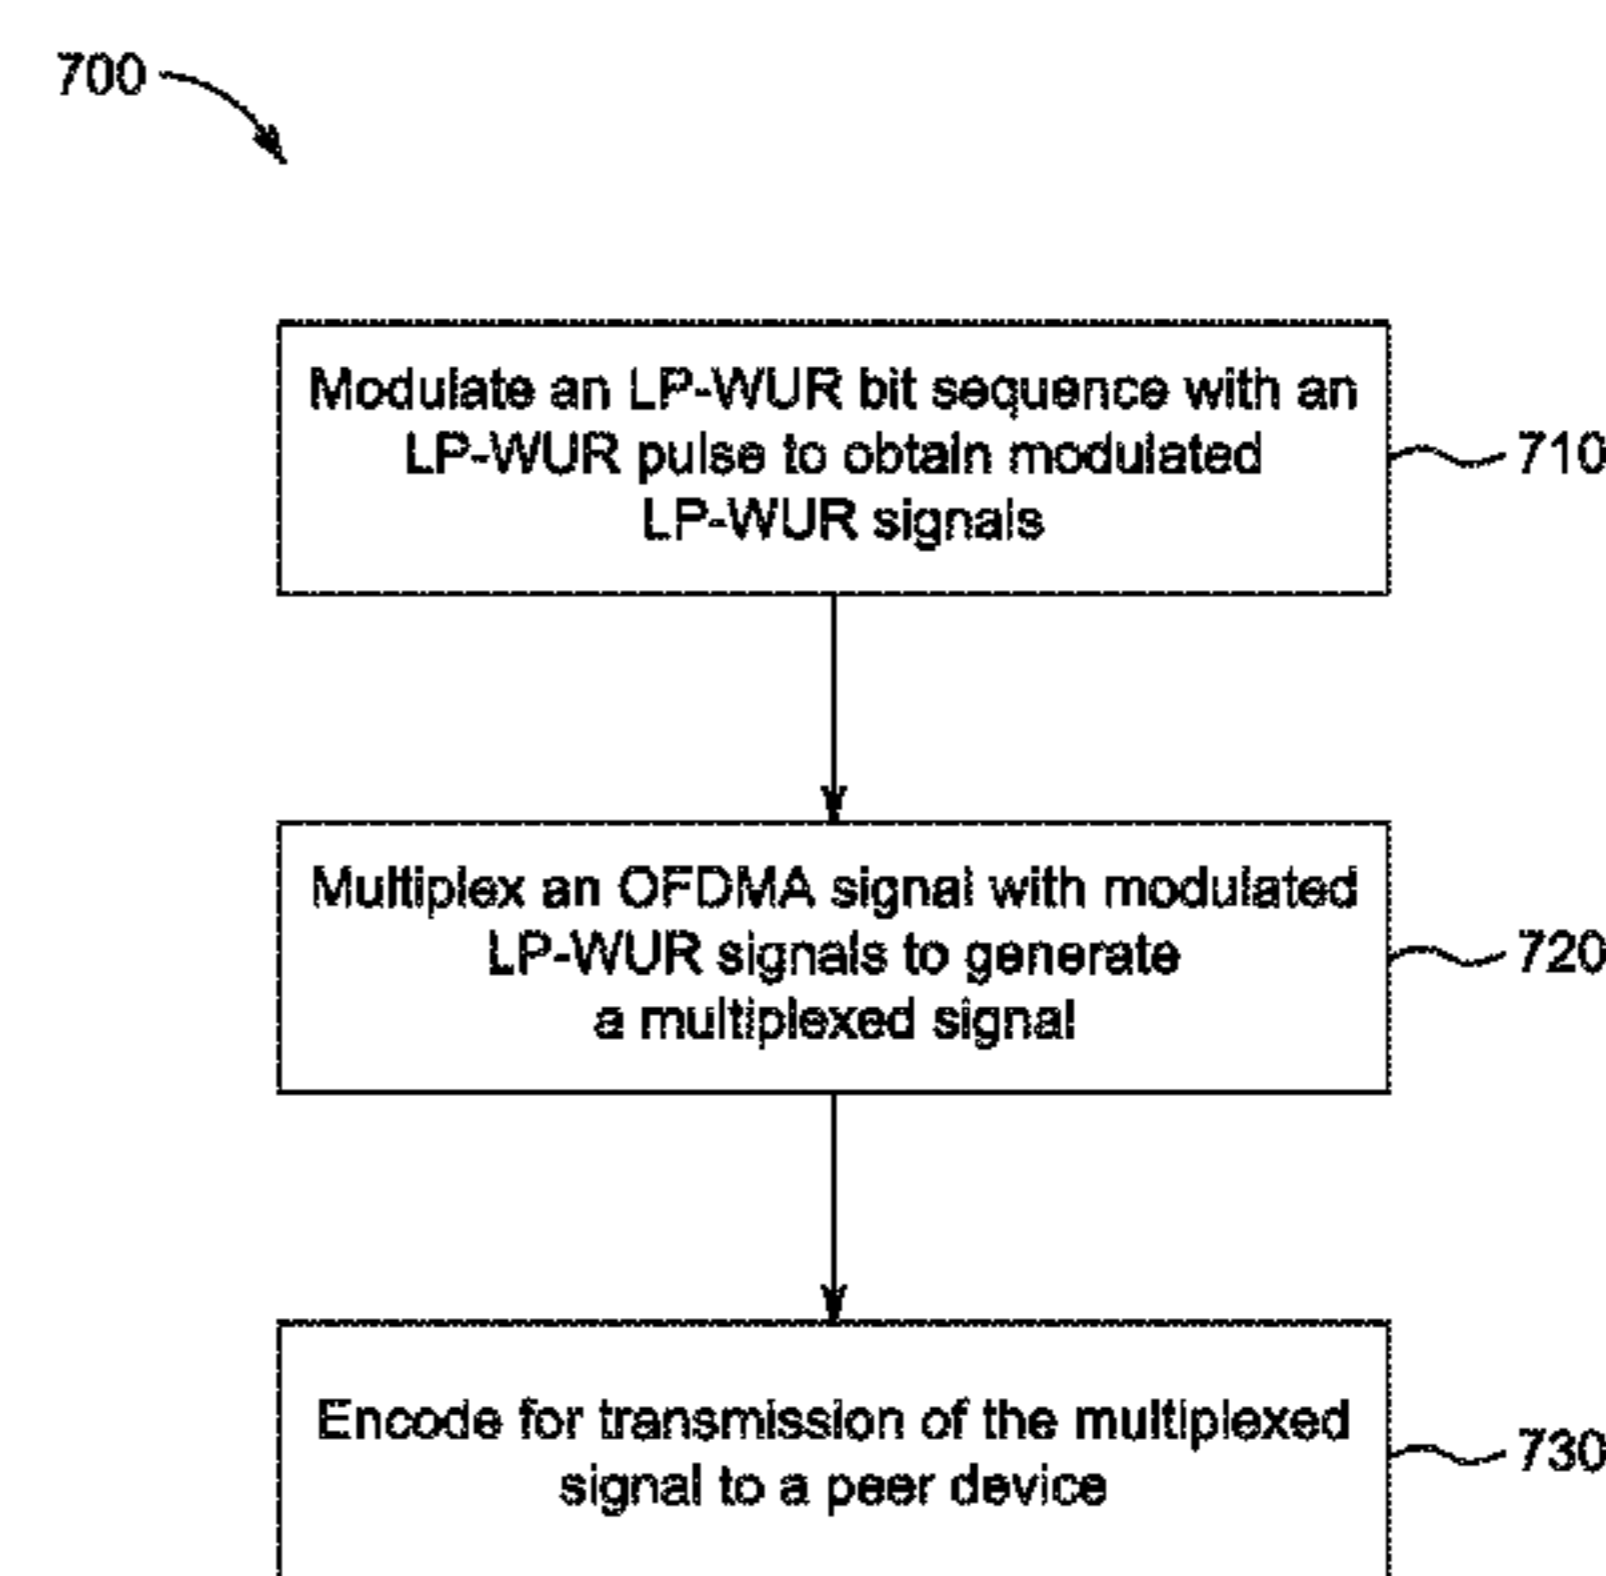 700
Modulate an LP-WUR bit sequence with an
LP-WUR pulse to obtain modulated
LP-WUR signals
710
Multiplex an OFDMA signal with modulated
LP-WUR signals to generate
a multiplexed signal
720
Encode for transmission of the multiplexed
signal to a peer device
730